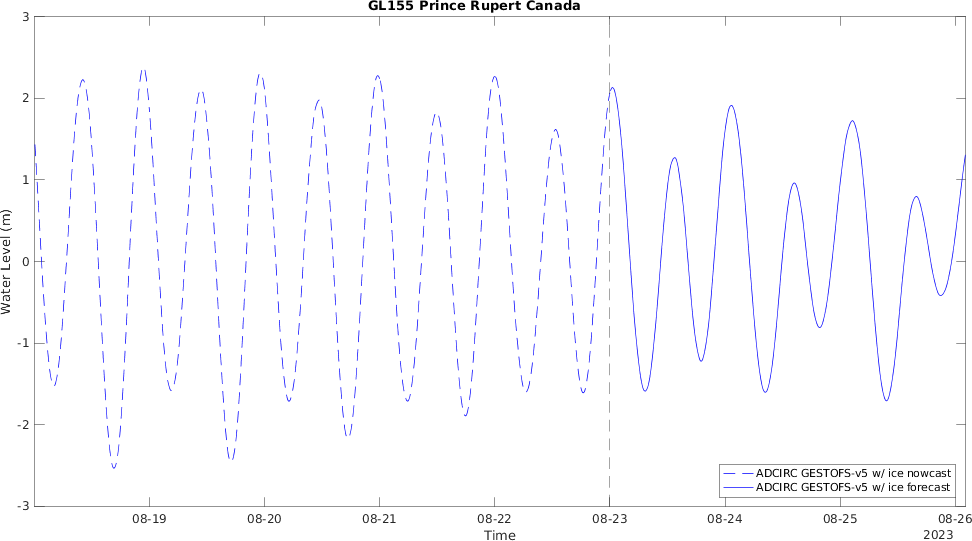 GL155 Prince Rupert Canada
3
2
1
0
-1
-2
-3
Water Level (m)
ADCIRC GESTOFS-v5 w/ ice nowcast
ADCIRC GESTOFS-v5 w/ ice forecast
08-19 08-20 08-21 08-22 08-23 08-24 08-25 08-26
Time
2023